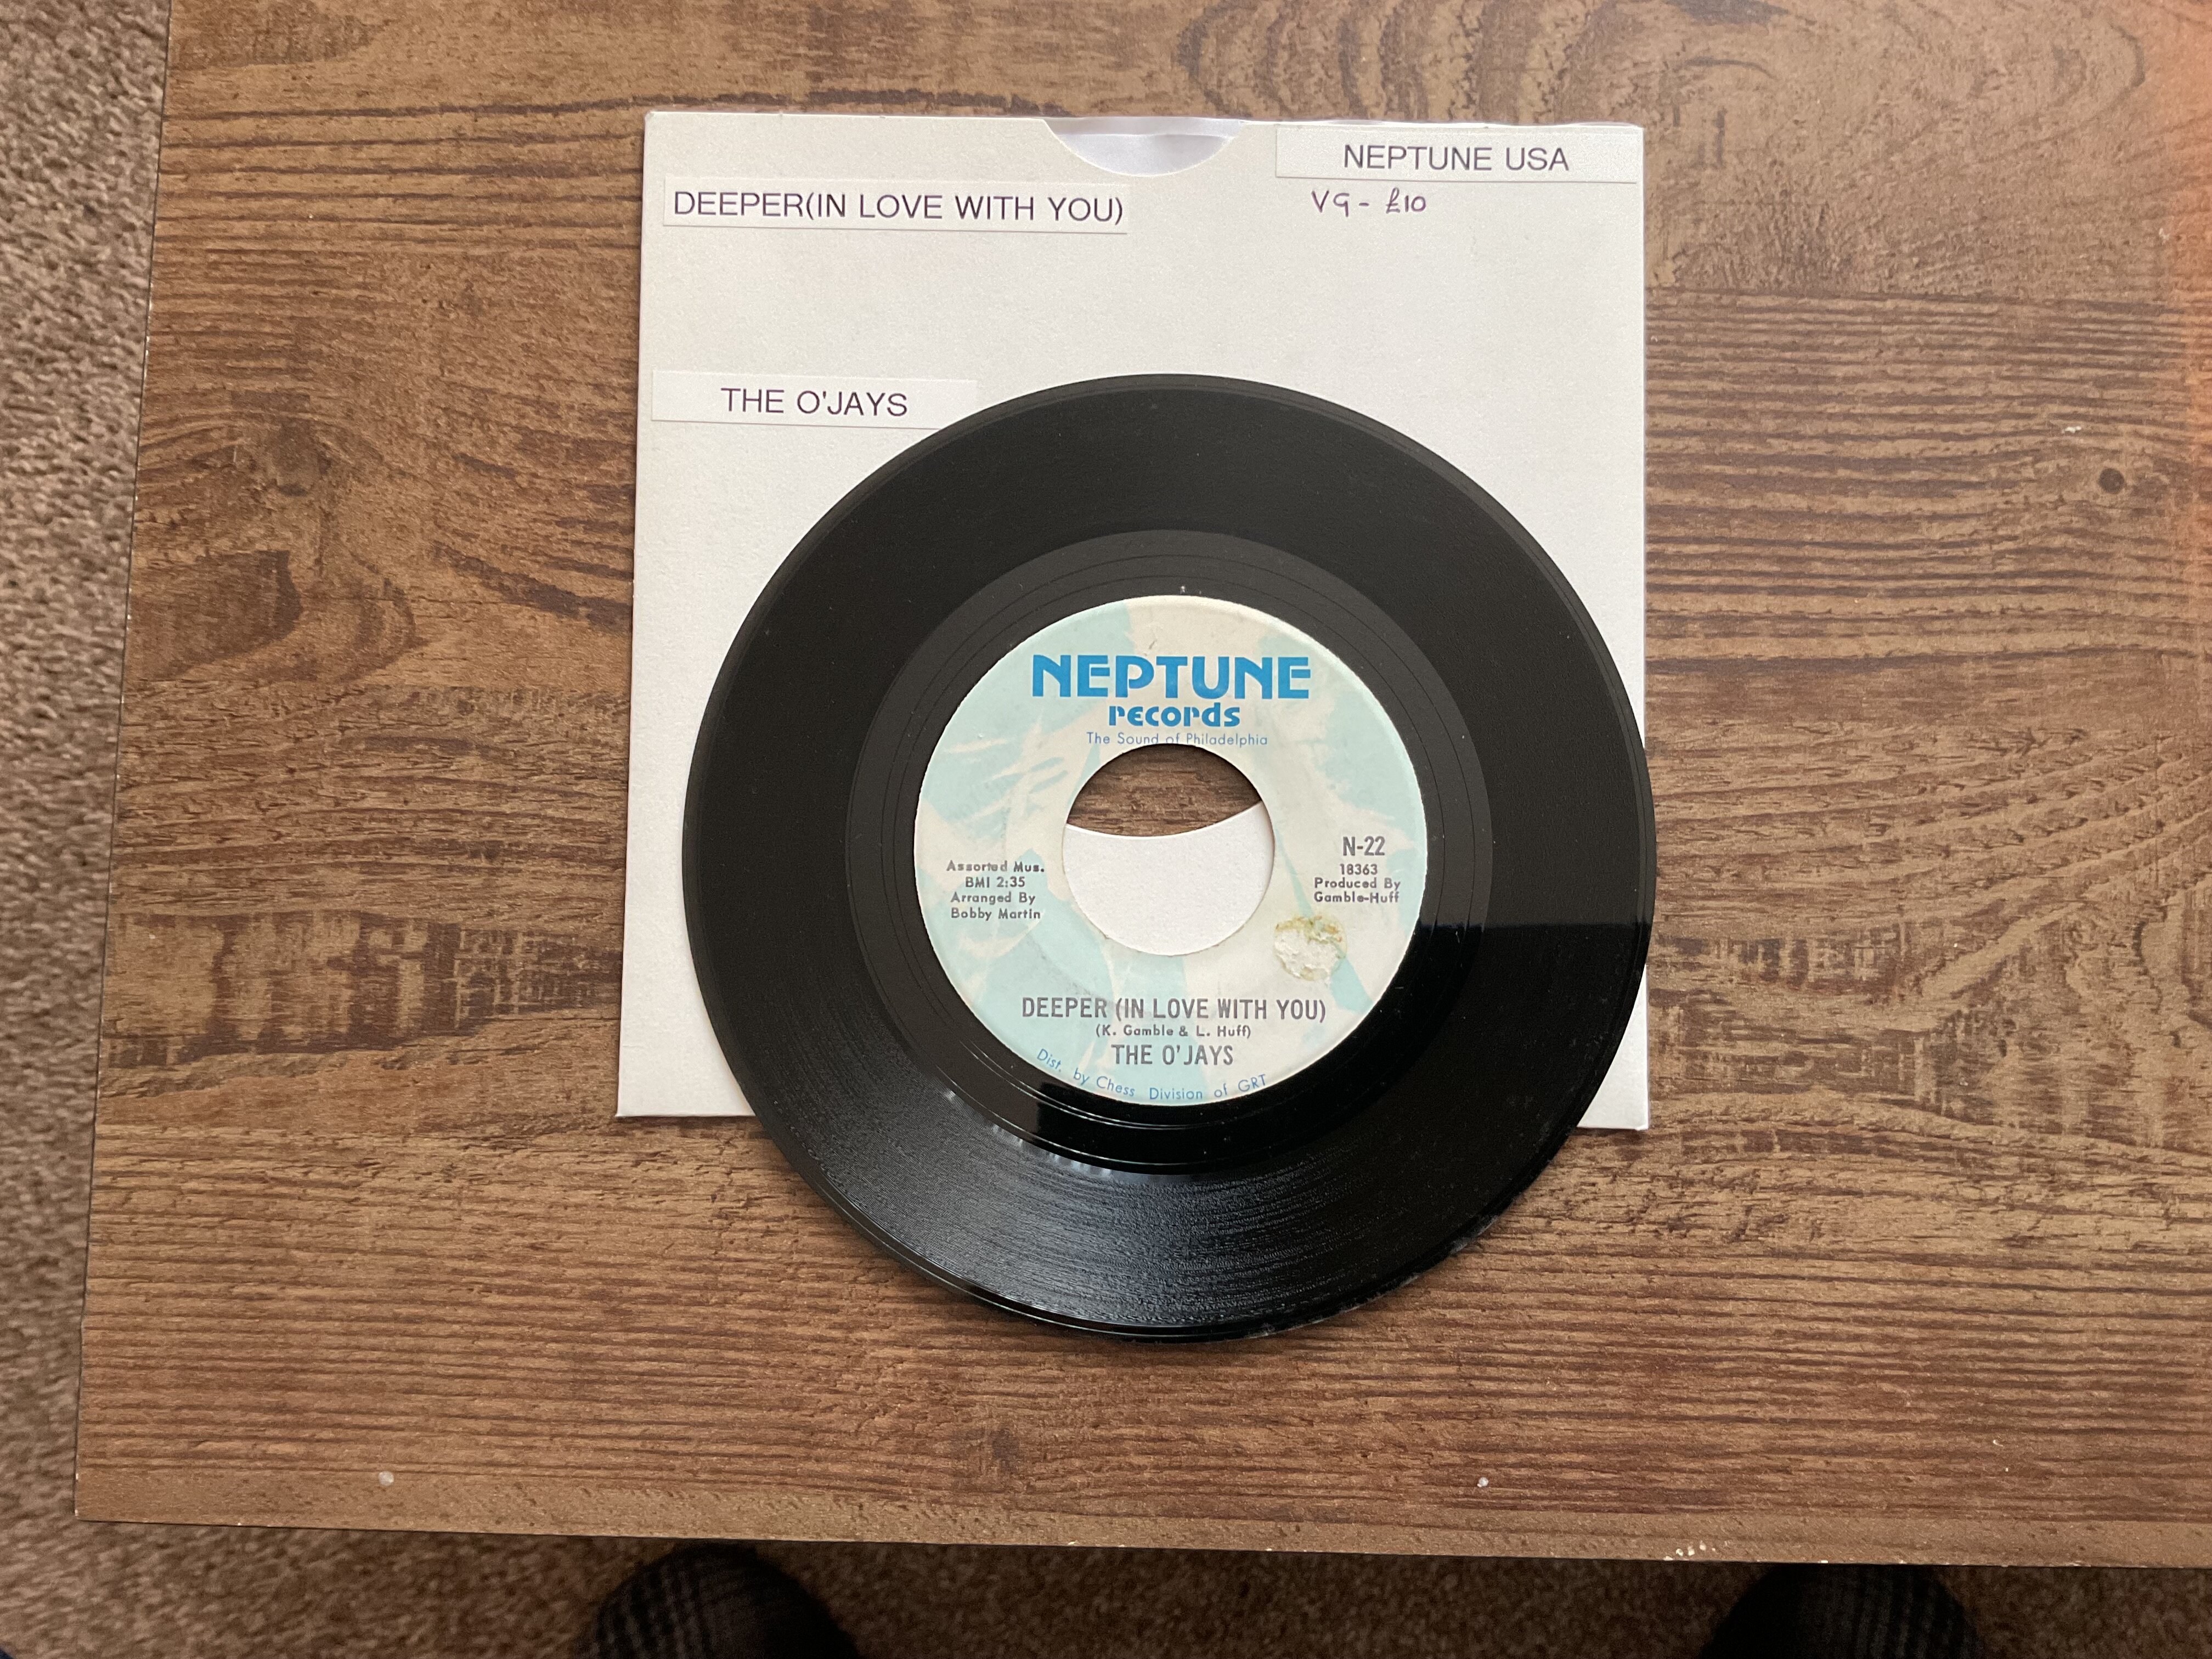 NEPTUNE USA
DEEPER(IN LOVE WITH YOU)
VG- £10
THE O'JAYS
NEPTUNE
records
The Sound of Philadelphia
Assorted Mus.
BMI 2:35
Arranged By
Bobby Martin
N-22
18363
Produced By
Gamble-Huff
DEEPER (IN LOVE WITH YOU)
(K. Gamble & L. Huff)
THE O'JAYS
Dist. by Chess Division of GRT